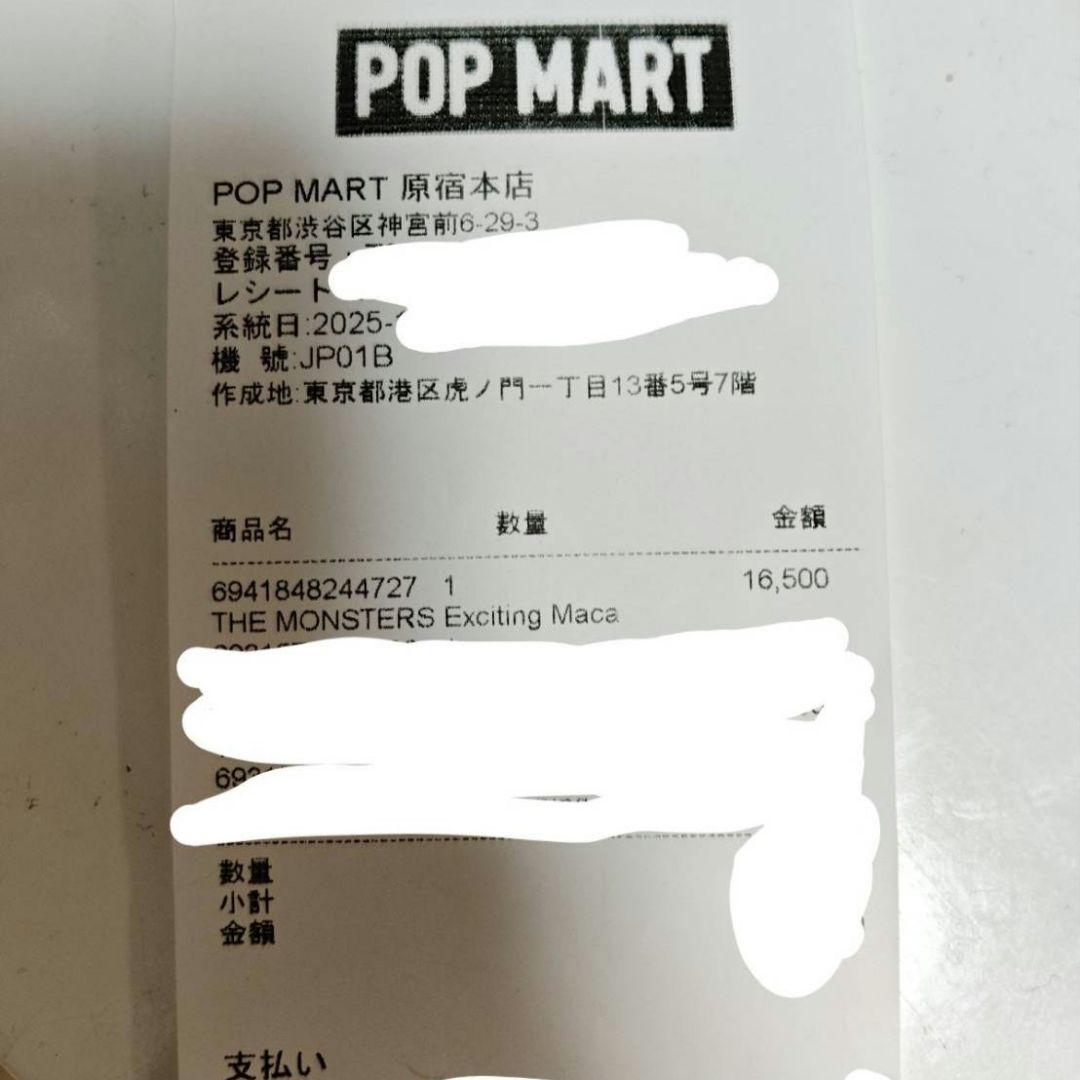 POP MART
POP MART 原宿本店
東京都渋谷区神宮前6-29-3
登録番号
レシート
系統日:2025-
機 號:JP01B
作成地:東京都港区虎ノ門一丁目13番5号7階
商品名 数量 金額
6941848244727 1 16,500
THE MONSTERS Exciting Maca
数量
小計
金額
支払い